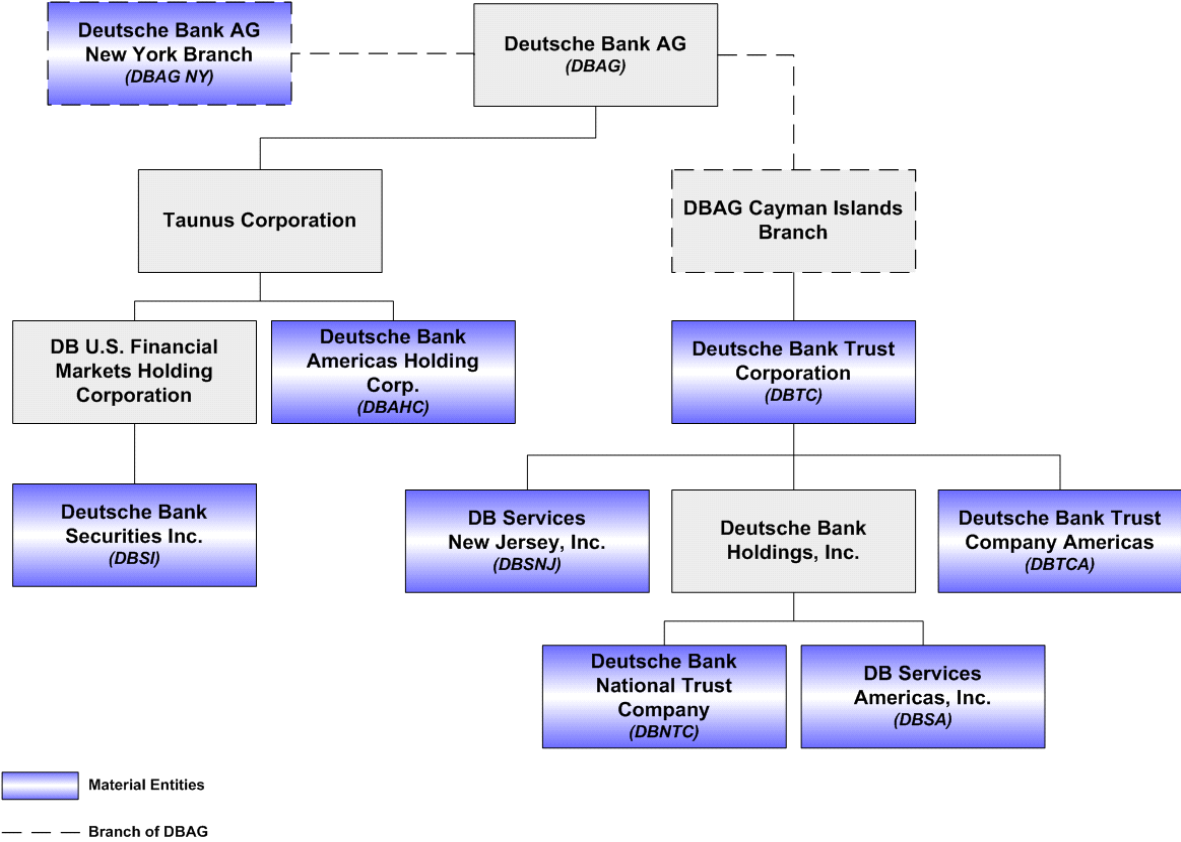 Deutsche Bank AG
New York Branch
(DBAG NY)
Deutsche Bank AG
(DBAG)
Taunus Corporation
DBAG Cayman Islands
Branch
DB U.S. Financial
Markets Holding
Corporation
Deutsche Bank
Americas Holding
Corp.
(DBAHC)
Deutsche Bank Trust
Corporation
(DBTC)
Deutsche Bank
Securities Inc.
(DBSI)
DB Services
New Jersey, Inc.
(DBSNJ)
Deutsche Bank
Holdings, Inc.
Deutsche Bank Trust
Company Americas
(DBTCA)
Deutsche Bank
National Trust
Company
(DBNTC)
DB Services
Americas, Inc.
(DBSA)
Material Entities
Branch of DBAG